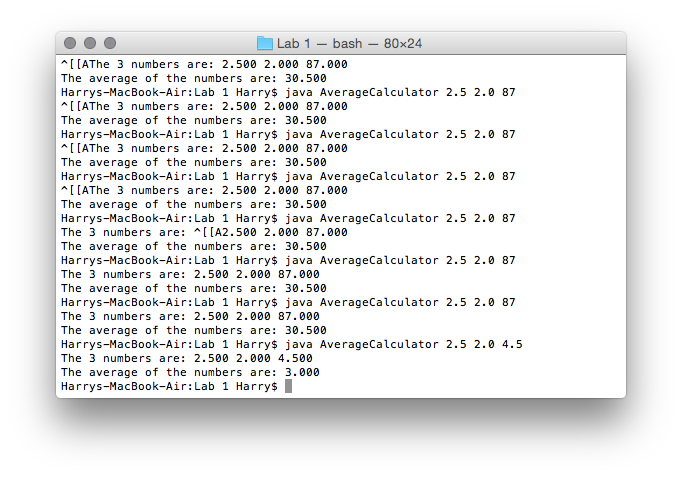 Lab 1 — bash — 80×24
^[[AThe 3 numbers are: 2.500 2.000 87.000
The average of the numbers are: 30.500
Harrys-MacBook-Air:Lab 1 Harry$ java AverageCalculator 2.5 2.0 87
^[[AThe 3 numbers are: 2.500 2.000 87.000
The average of the numbers are: 30.500
Harrys-MacBook-Air:Lab 1 Harry$ java AverageCalculator 2.5 2.0 87
^[[AThe 3 numbers are: 2.500 2.000 87.000
The average of the numbers are: 30.500
Harrys-MacBook-Air:Lab 1 Harry$ java AverageCalculator 2.5 2.0 87
^[[AThe 3 numbers are: 2.500 2.000 87.000
The average of the numbers are: 30.500
Harrys-MacBook-Air:Lab 1 Harry$ java AverageCalculator 2.5 2.0 87
The 3 numbers are: ^[[A2.500 2.000 87.000
The average of the numbers are: 30.500
Harrys-MacBook-Air:Lab 1 Harry$ java AverageCalculator 2.5 2.0 87
The 3 numbers are: 2.500 2.000 87.000
The average of the numbers are: 30.500
Harrys-MacBook-Air:Lab 1 Harry$ java AverageCalculator 2.5 2.0 87
The 3 numbers are: 2.500 2.000 87.000
The average of the numbers are: 30.500
Harrys-MacBook-Air:Lab 1 Harry$ java AverageCalculator 2.5 2.0 4.5
The 3 numbers are: 2.500 2.000 4.500
The average of the numbers are: 3.000
Harrys-MacBook-Air:Lab 1 Harry$